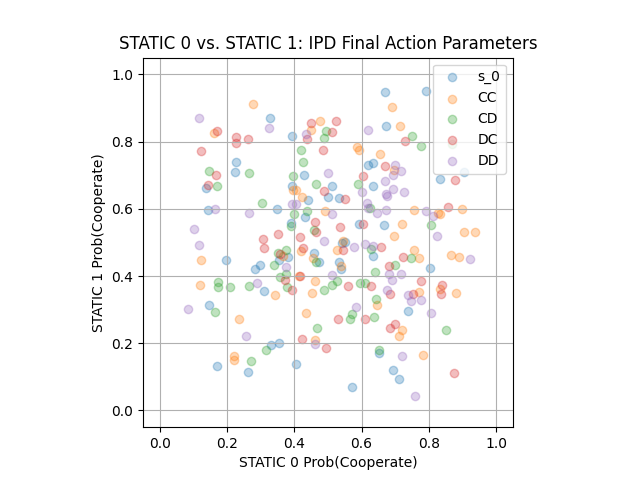 STATIC 0 vs. STATIC 1: IPD Final Action Parameters
1.0
0.8
0.6
0.4
0.2
0.0
STATIC 1 Prob(Cooperate)
s_0
CC
CD
DC
DD
0.0 0.2 0.4 0.6 0.8 1.0
STATIC 0 Prob(Cooperate)